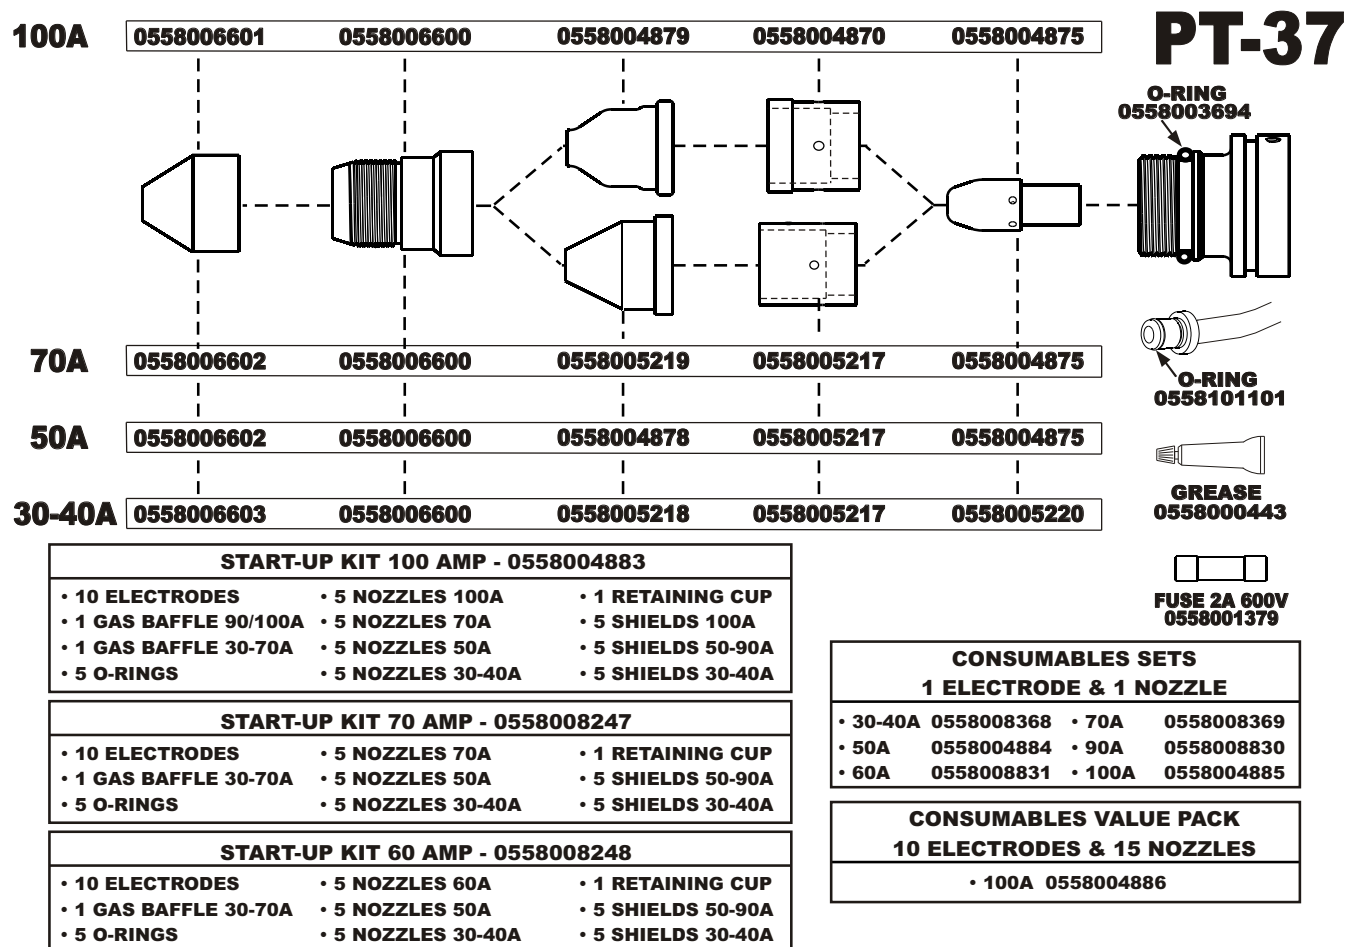 PT-37
100A 0558006601 0558006600 0558004879 0558004870 0558004875
O-RING
0558003694
70A 0558006602 0558006600 0558005219 0558005217 0558004875
O-RING
0558101101
50A 0558006602 0558006600 0558004878 0558005217 0558004875
GREASE
0558000443
30-40A 0558006603 0558006600 0558005218 0558005217 0558005220
FUSE 2A 600V
0558001379
START-UP KIT 100 AMP - 0558004883
• 10 ELECTRODES • 5 NOZZLES 100A • 1 RETAINING CUP
• 1 GAS BAFFLE 90/100A • 5 NOZZLES 70A • 5 SHIELDS 100A
• 1 GAS BAFFLE 30-70A • 5 NOZZLES 50A • 5 SHIELDS 50-90A
• 5 O-RINGS • 5 NOZZLES 30-40A • 5 SHIELDS 30-40A
START-UP KIT 70 AMP - 0558008247
• 10 ELECTRODES • 5 NOZZLES 70A • 1 RETAINING CUP
• 1 GAS BAFFLE 30-70A • 5 NOZZLES 50A • 5 SHIELDS 50-90A
• 5 O-RINGS • 5 NOZZLES 30-40A • 5 SHIELDS 30-40A
START-UP KIT 60 AMP - 0558008248
• 10 ELECTRODES • 5 NOZZLES 60A • 1 RETAINING CUP
• 1 GAS BAFFLE 30-70A • 5 NOZZLES 50A • 5 SHIELDS 50-90A
• 5 O-RINGS • 5 NOZZLES 30-40A • 5 SHIELDS 30-40A
CONSUMABLES SETS
1 ELECTRODE & 1 NOZZLE
• 30-40A 0558008368 • 70A 0558008369
• 50A 0558004884 • 90A 0558008830
• 60A 0558008831 • 100A 0558004885
CONSUMABLES VALUE PACK
10 ELECTRODES & 15 NOZZLES
• 100A 0558004886